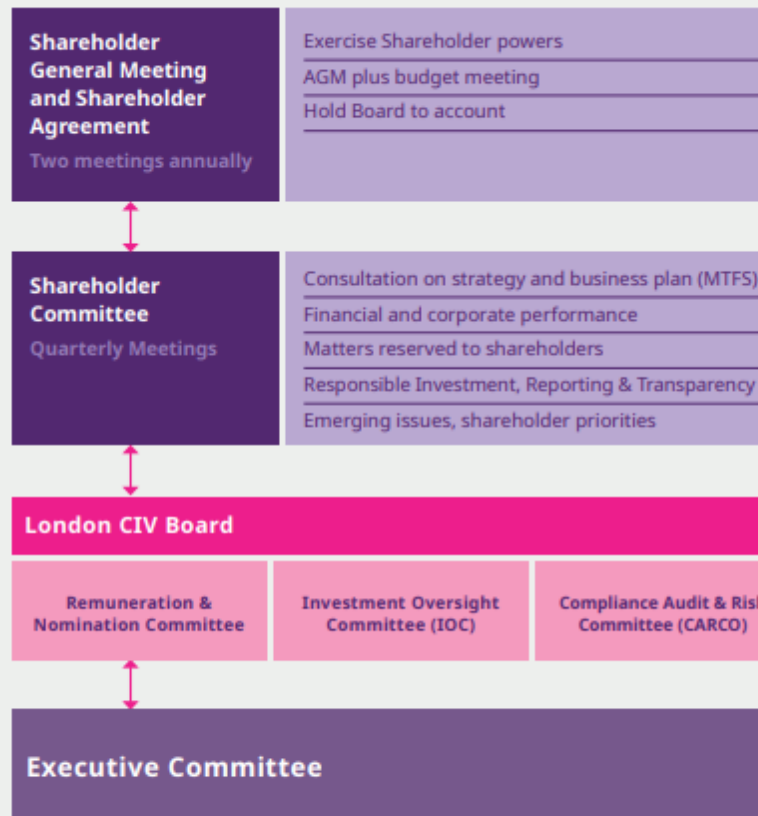 Shareholder
General Meeting
and Shareholder
Agreement
Two meetings annually
Exercise Shareholder powers
AGM plus budget meeting
Hold Board to account
Shareholder
Committee
Quarterly Meetings
Consultation on strategy and business plan (MTFS)
Financial and corporate performance
Matters reserved to shareholders
Responsible Investment, Reporting & Transparency
Emerging issues, shareholder priorities
London CIV Board
Remuneration &
Nomination Committee
Investment Oversight
Committee (IOC)
Compliance Audit &
Committee (CARCO)
Executive Committee